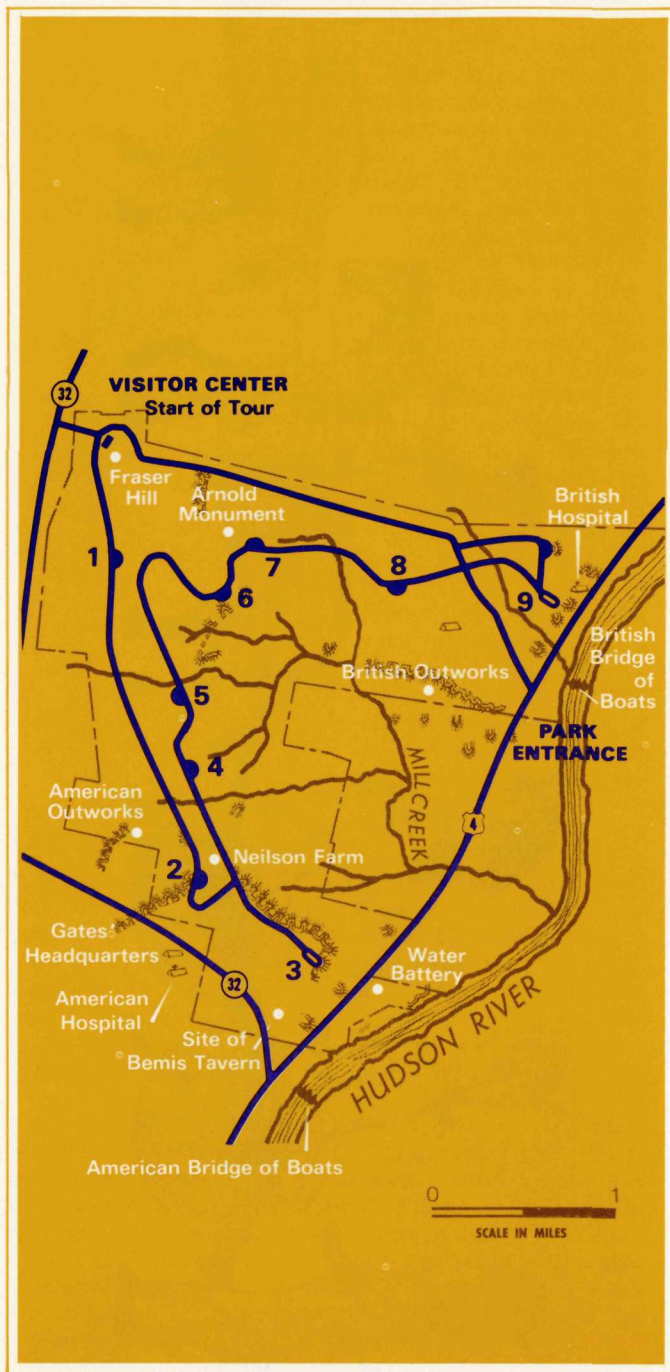 32
VISITOR CENTER
Start of Tour
Fraser
Hill
Arnold
Monument
British
Hospital
1
7
8
6
9
British
Bridge
of
Boats
British Outworks
5
PARK
ENTRANCE
4
MILL CREEK
American
Outworks
4
Neilson Farm
2
Gates
Headquarters
3
Water
Battery
32
American
Hospital
Site of
Bemis Tavern
HUDSON RIVER
American Bridge of Boats
0 1
SCALE IN MILES